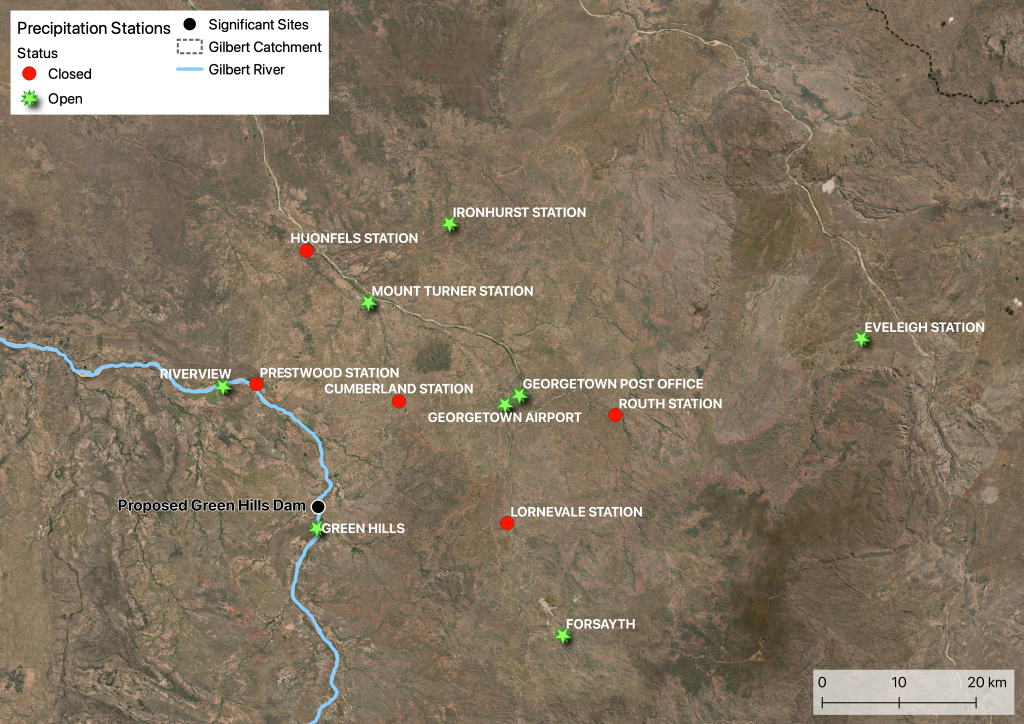 Precipitation Stations
Status
Closed
Open
Significant Sites
Gilbert Catchment
Gilbert River
IRONHURST STATION
HUONFELS STATION
MOUNT TURNER STATION
EVELEIGH STATION
RIVERVIEW
PRESTWOOD STATION
CUMBERLAND STATION
GEORGETOWN POST OFFICE
ROUTH STATION
GEORGETOWN AIRPORT
Proposed Green Hills Dam
LORNEVALE STATION
GREEN HILLS
FORSAYTH
0 10 20 km